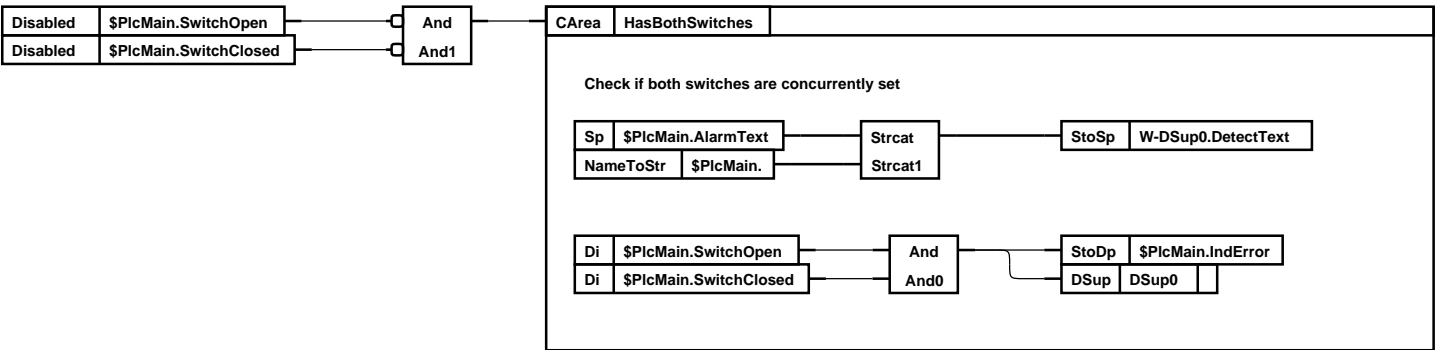 Disabled $PlcMain.SwitchOpen And CArea HasBothSwitches
Disabled $PlcMain.SwitchClosed And1
Check if both switches are concurrently set
Sp $PlcMain.AlarmText Strcat StoSp W-DSup0.DetectText
NameToStr $PlcMain. Strcat1
Di $PlcMain.SwitchOpen And StoDp $PlcMain.IndError
Di $PlcMain.SwitchClosed And0 DSup DSup0